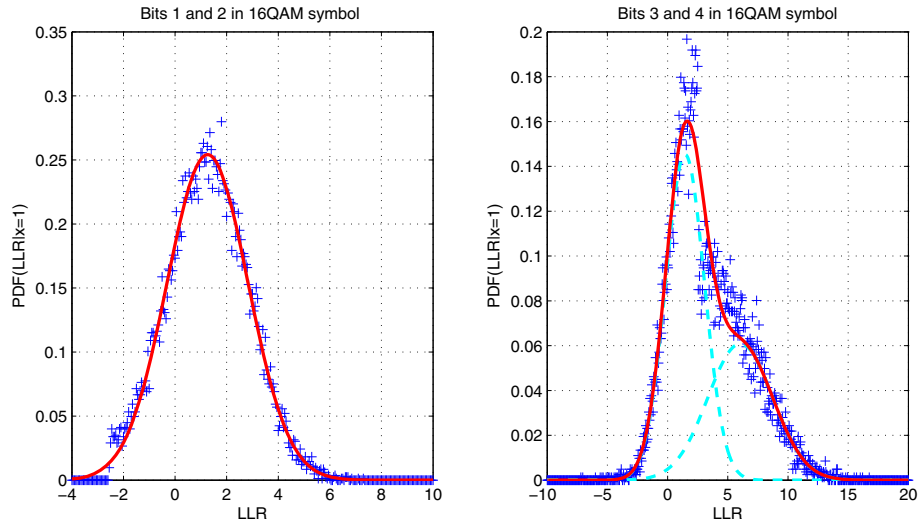 Bits 1 and 2 in 16QAM symbol
0.35
0.3
0.25
0.2
0.15
0.1
0.05
0
−4 −2 0 2 4 6 8 10
PDF(LLR|x=1)
LLR
Bits 3 and 4 in 16QAM symbol
0.2
0.18
0.16
0.14
0.12
0.1
0.08
0.06
0.04
0.02
0
−10 −5 0 5 10 15 20
PDF(LLR|x=1)
LLR